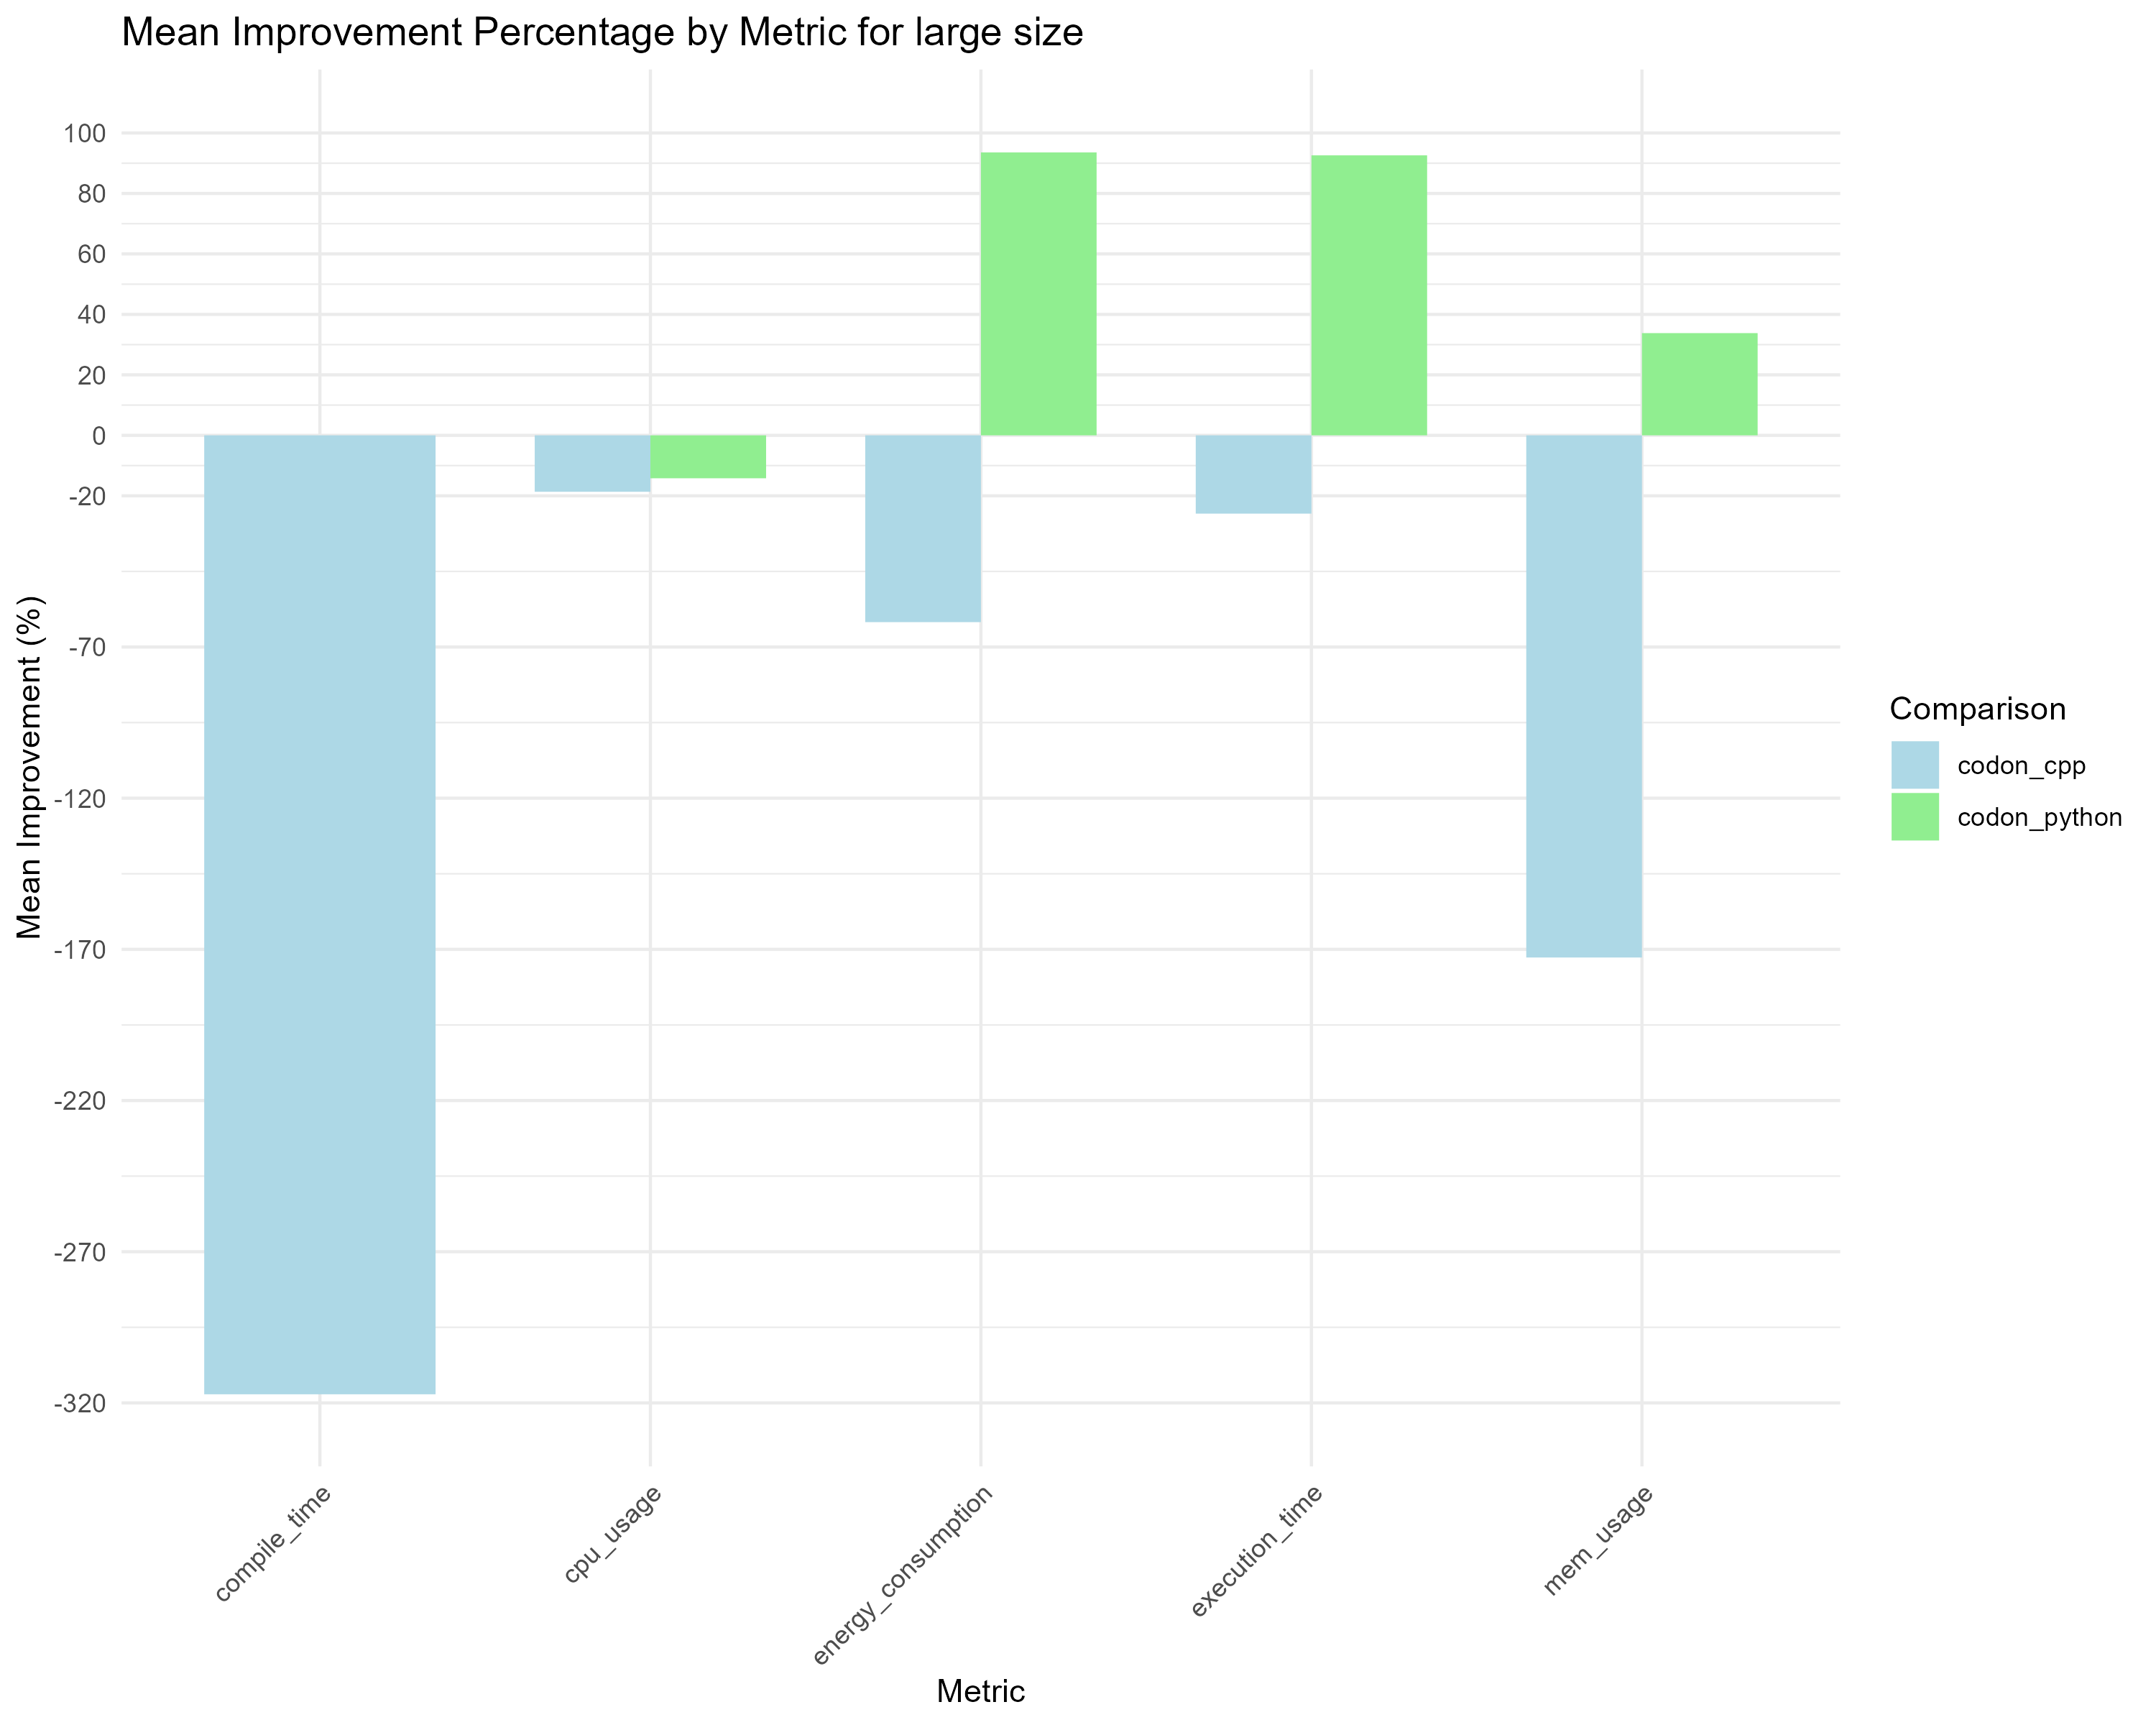 Mean Improvement Percentage by Metric for large size
100
80
60
40
20
0
-20
-70
-120
-170
-220
-270
-320
Mean Improvement (%)
compile_time
cpu_usage
energy_consumption
execution_time
mem_usage
Metric
Comparison
codon_cpp
codon_python